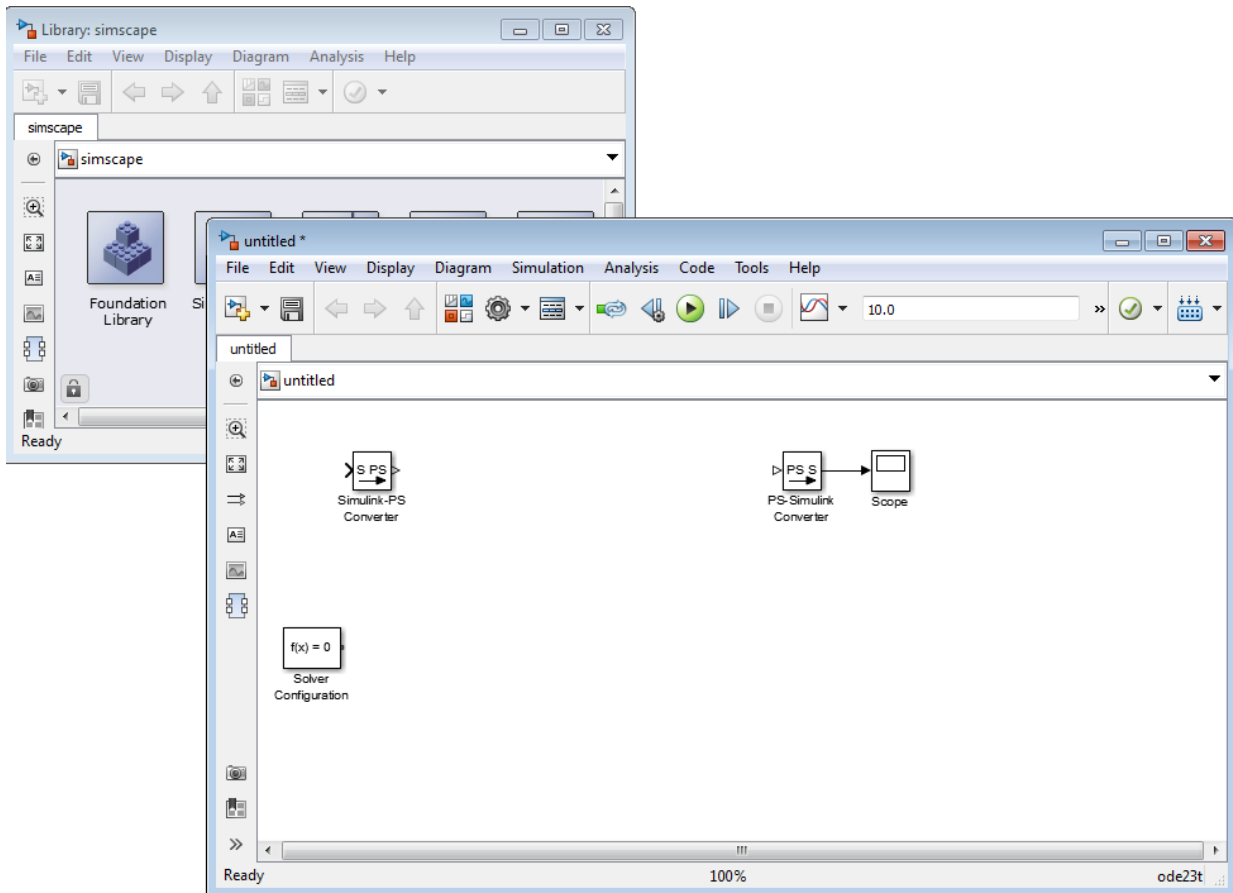 Library: simscape
File Edit View Display Diagram Analysis Help
simscape
simscape
Foundation
Library
Si
Ready
untitled *
File Edit View Display Diagram Simulation Analysis Code Tools Help
10.0
»
untitled
untitled
S PS
Simulink-PS
Converter
PS S
PS-Simulink
Converter
Scope
f(x) = 0
Solver
Configuration
Ready 100% ode23t